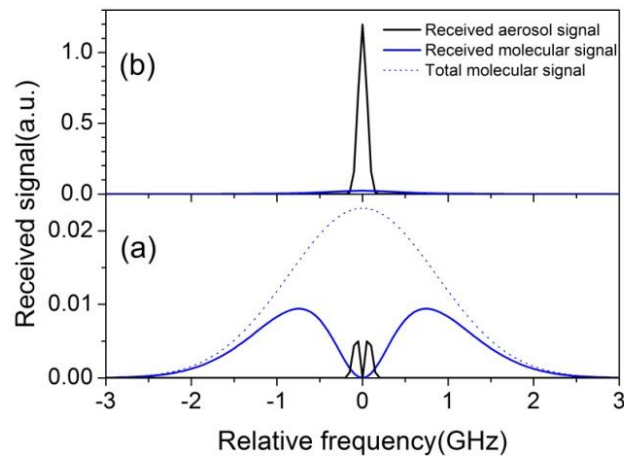 (b)
Received aerosol signal
Received molecular signal
Total molecular signal
1.0
0.5
0.0
Received signal(a.u.)
(a)
0.02
0.01
0.00
-3 -2 -1 0 1 2 3
Relative frequency(GHz)